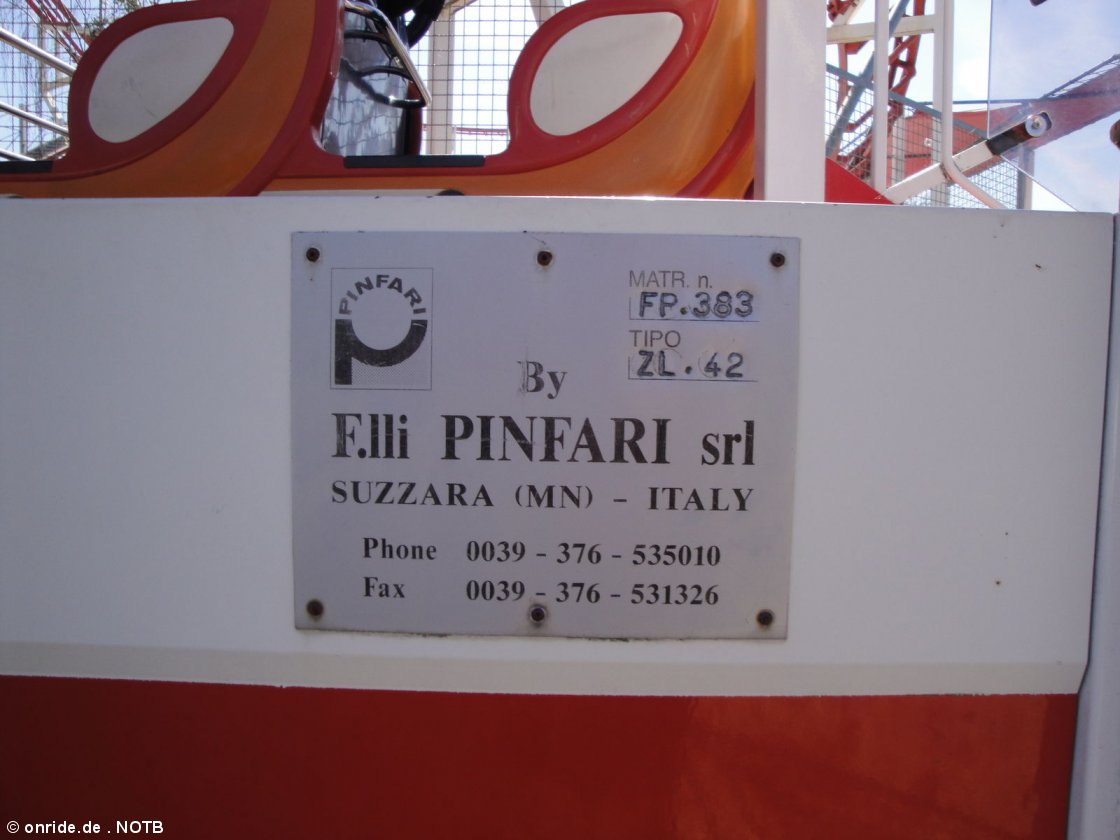 PINFARI
MATR. n.
FP.383
TIPO
ZL.42
By
F.lli PINFARI srl
SUZZARA (MN) - ITALY
Phone 0039 - 376 - 535010
Fax 0039 - 376 - 531326
© onride.de . NOTB